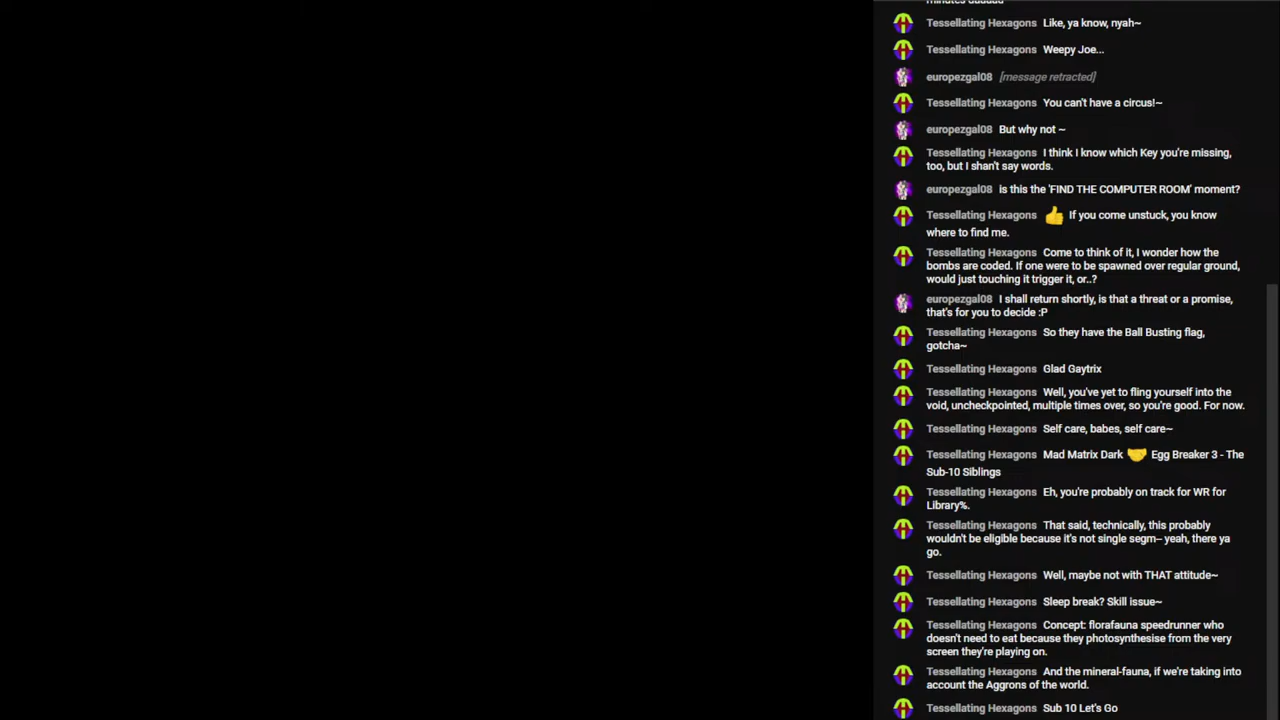 minutes dddddd
Tessellating Hexagons Like, ya know, nyah~
Tessellating Hexagons Weepy Joe...
europezgal08 [message retracted]
Tessellating Hexagons You can't have a circus!~
europezgal08 But why not ~
Tessellating Hexagons I think I know which Key you're missing,
too, but I shan't say words.
europezgal08 is this the 'FIND THE COMPUTER ROOM' moment?
Tessellating Hexagons 👍 If you come unstuck, you know
where to find me.
Tessellating Hexagons Come to think of it, I wonder how the
bombs are coded. If one were to be spawned over regular ground,
would just touching it trigger it, or..?
europezgal08 I shall return shortly, is that a threat or a promise,
that's for you to decide :P
Tessellating Hexagons So they have the Ball Busting flag,
gotcha~
Tessellating Hexagons Glad Gaytrix
Tessellating Hexagons Well, you've yet to fling yourself into the
void, uncheckpointed, multiple times over, so you're good. For now.
Tessellating Hexagons Self care, babes, self care~
Tessellating Hexagons Mad Matrix Dark 🤝 Egg Breaker 3 - The
Sub-10 Siblings
Tessellating Hexagons Eh, you're probably on track for WR for
Library%.
Tessellating Hexagons That said, technically, this probably
wouldn't be eligible because it's not single segm-- yeah, there ya
go.
Tessellating Hexagons Well, maybe not with THAT attitude~
Tessellating Hexagons Sleep break? Skill issue~
Tessellating Hexagons Concept: florafauna speedrunner who
doesn't need to eat because they photosynthesise from the very
screen they're playing on.
Tessellating Hexagons And the mineral-fauna, if we're taking into
account the Aggrons of the world.
Tessellating Hexagons Sub 10 Let's Go